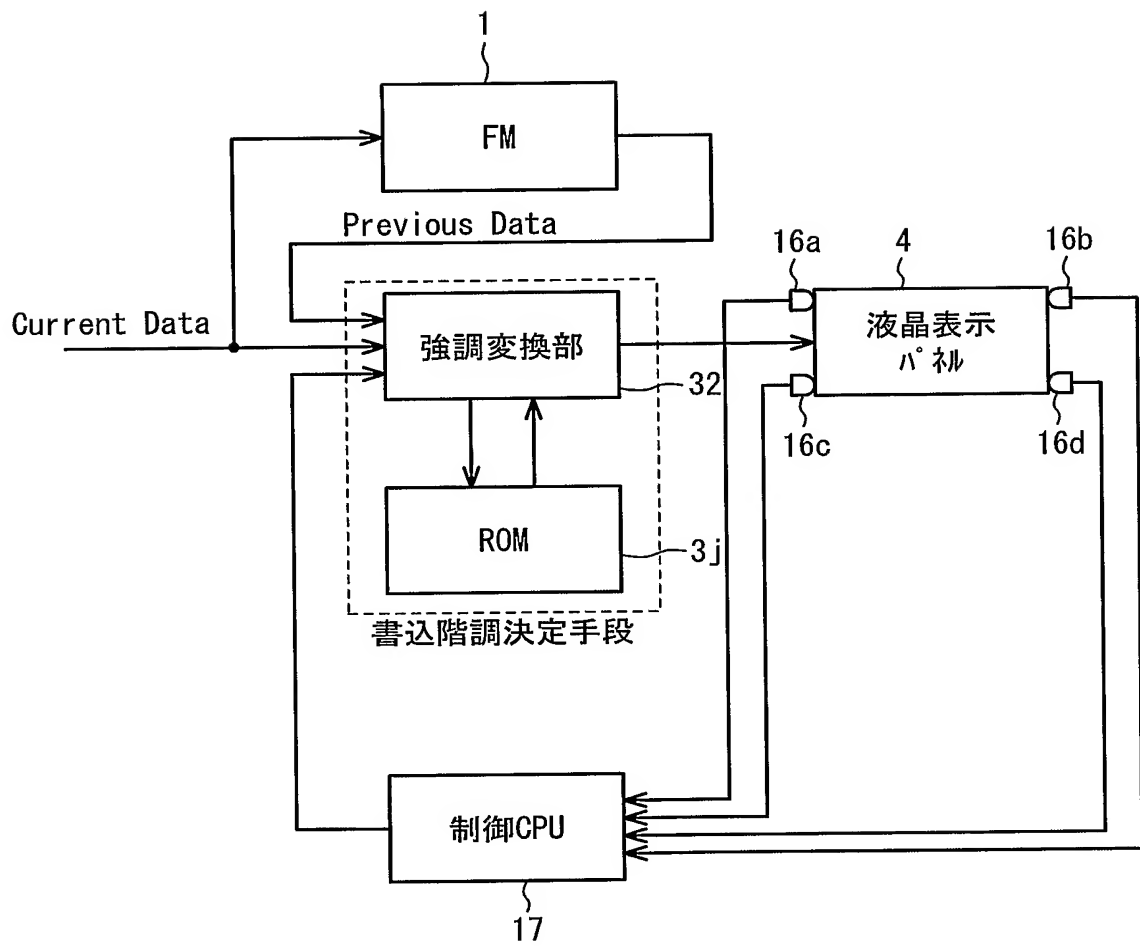 1
FM
Previous Data
16a
4
16b
Current Data
強調変換部
液晶表示
パネル
32
16c
16d
ROM
3j
書込階調決定手段
制御CPU
17